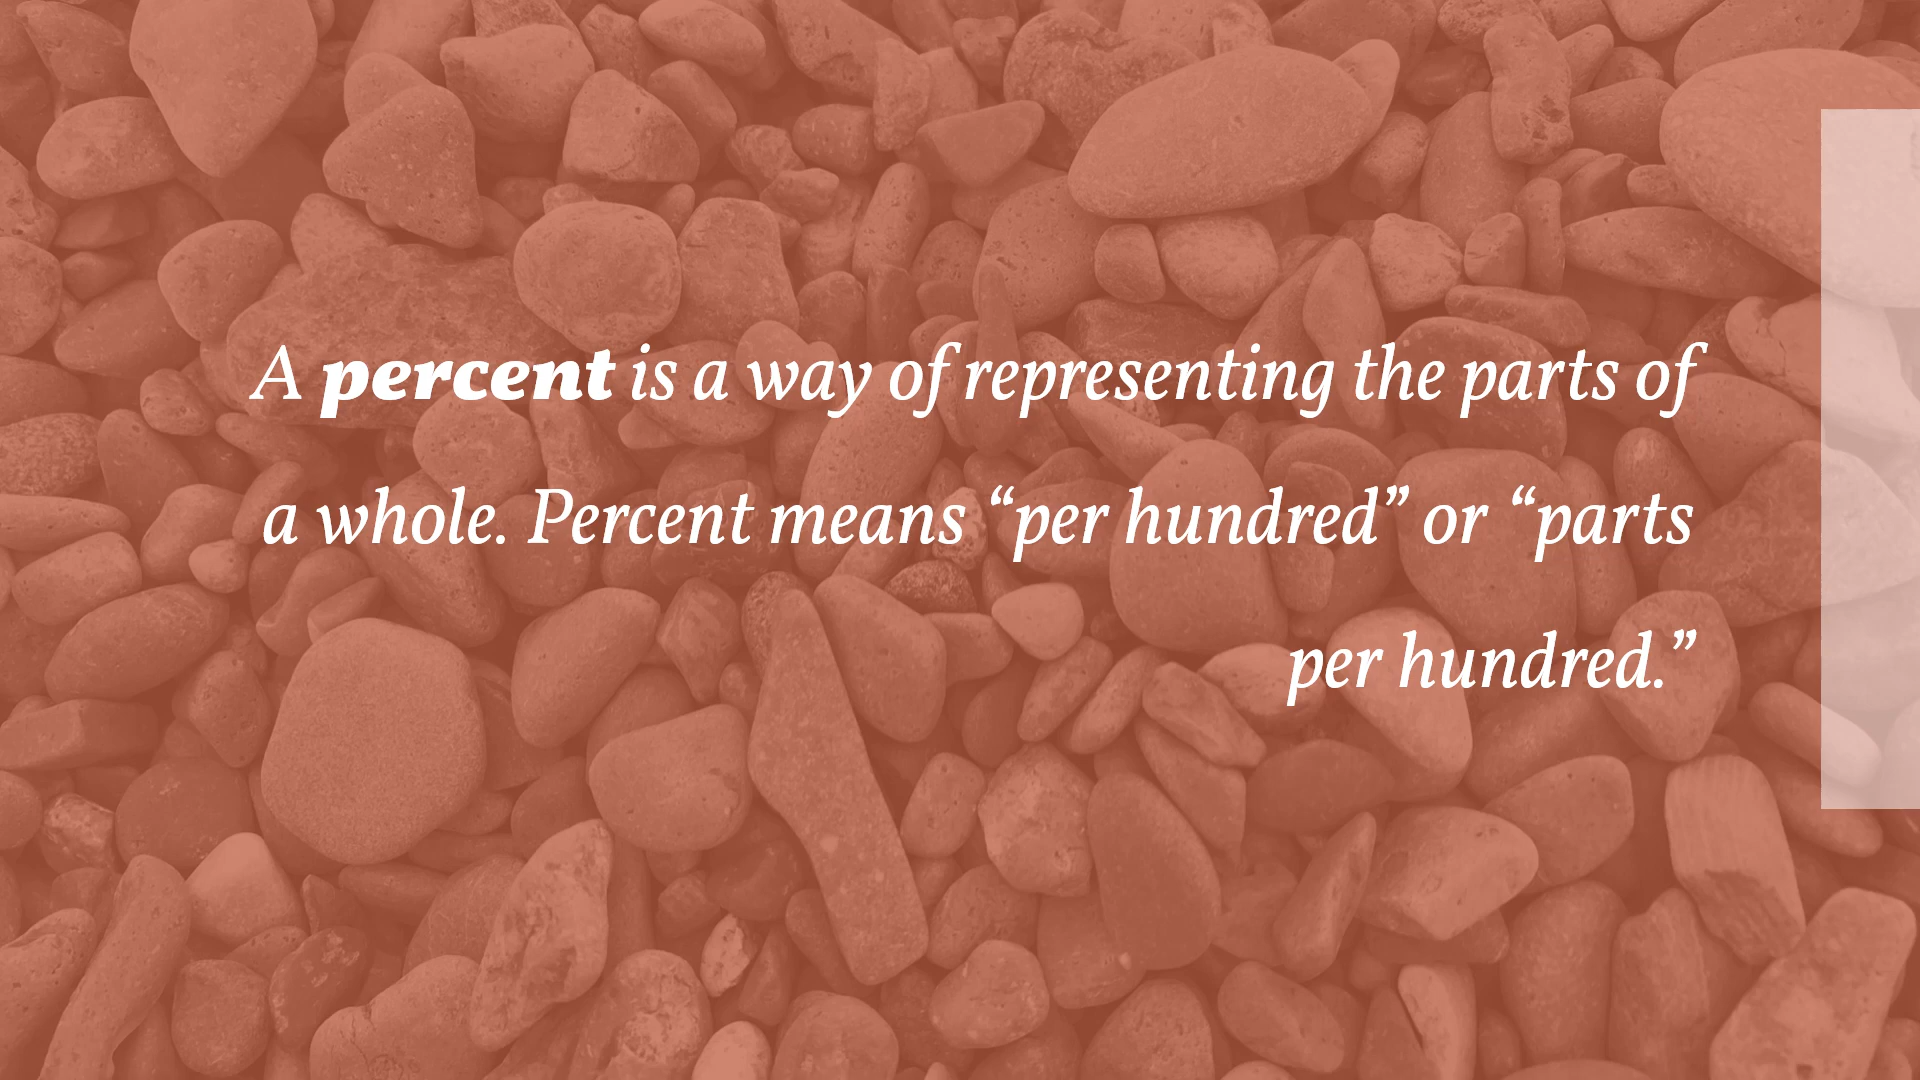 A percent is a way of representing the parts of
a whole. Percent means “per hundred” or “parts
per hundred.”